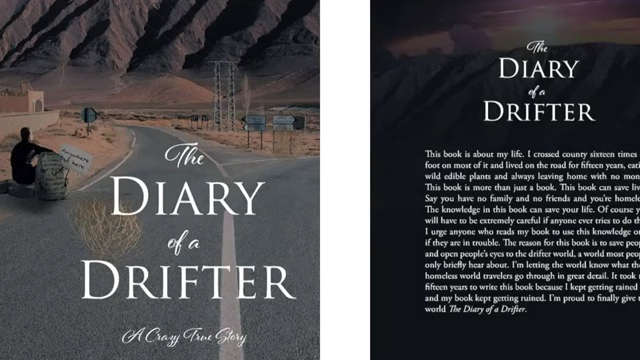 The
DIARY
of a
DRIFTER
A Crazy True Story
The
DIARY
of a
DRIFTER
This book is about my life. I crossed county sixteen times
foot on most of it and lived on the road for fifteen years, eati
wild edible plants and always leaving home with no mon
This book is more than just a book. This book can save liv
Say you have no family and no friends and you're homele
The knowledge in this book can save your life. Of course y
will have to be extremely careful if anyone ever tries to do th
I urge anyone who reads my book to use this knowledge on
if they are in trouble. The reason for this book is to save peop
and open people's eyes to the drifter world, a world most peop
only briefly hear about. I'm letting the world know what the
homeless world travelers go through in great detail. It took m
fifteen years to write this book because I kept getting rained
and my book kept getting ruined. I'm proud to finally give t
world The Diary of a Drifter.